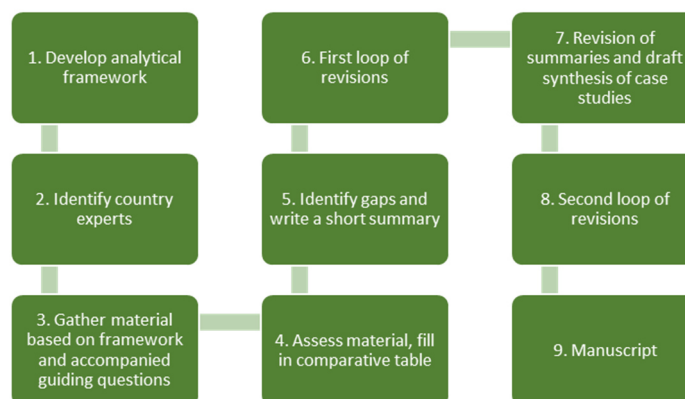 1. Develop analytical
framework
2. Identify country
experts
3. Gather material
based on framework
and accompanied
guiding questions
4. Assess material, fill
in comparative table
5. Identify gaps and
write a short summary
6. First loop of
revisions
7. Revision of
summaries and draft
synthesis of case
studies
8. Second loop of
revisions
9. Manuscript